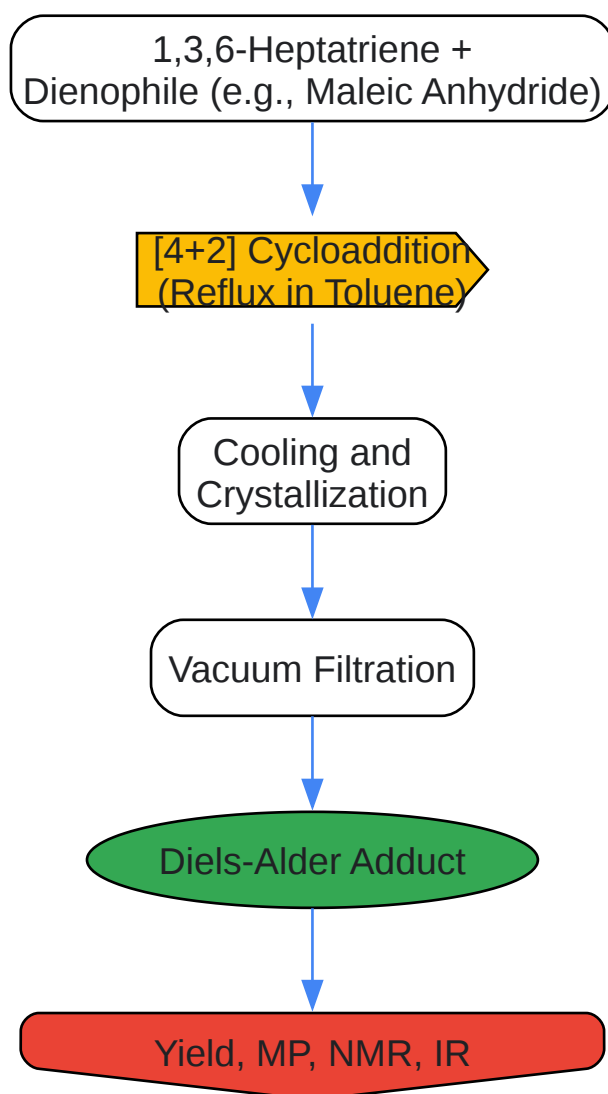 1,3,6-Heptatriene +
Dienophile (e.g., Maleic Anhydride)
[4+2] Cycloaddition
(Reflux in Toluene)
Cooling and
Crystallization
Vacuum Filtration
Diels-Alder Adduct
Yield, MP, NMR, IR